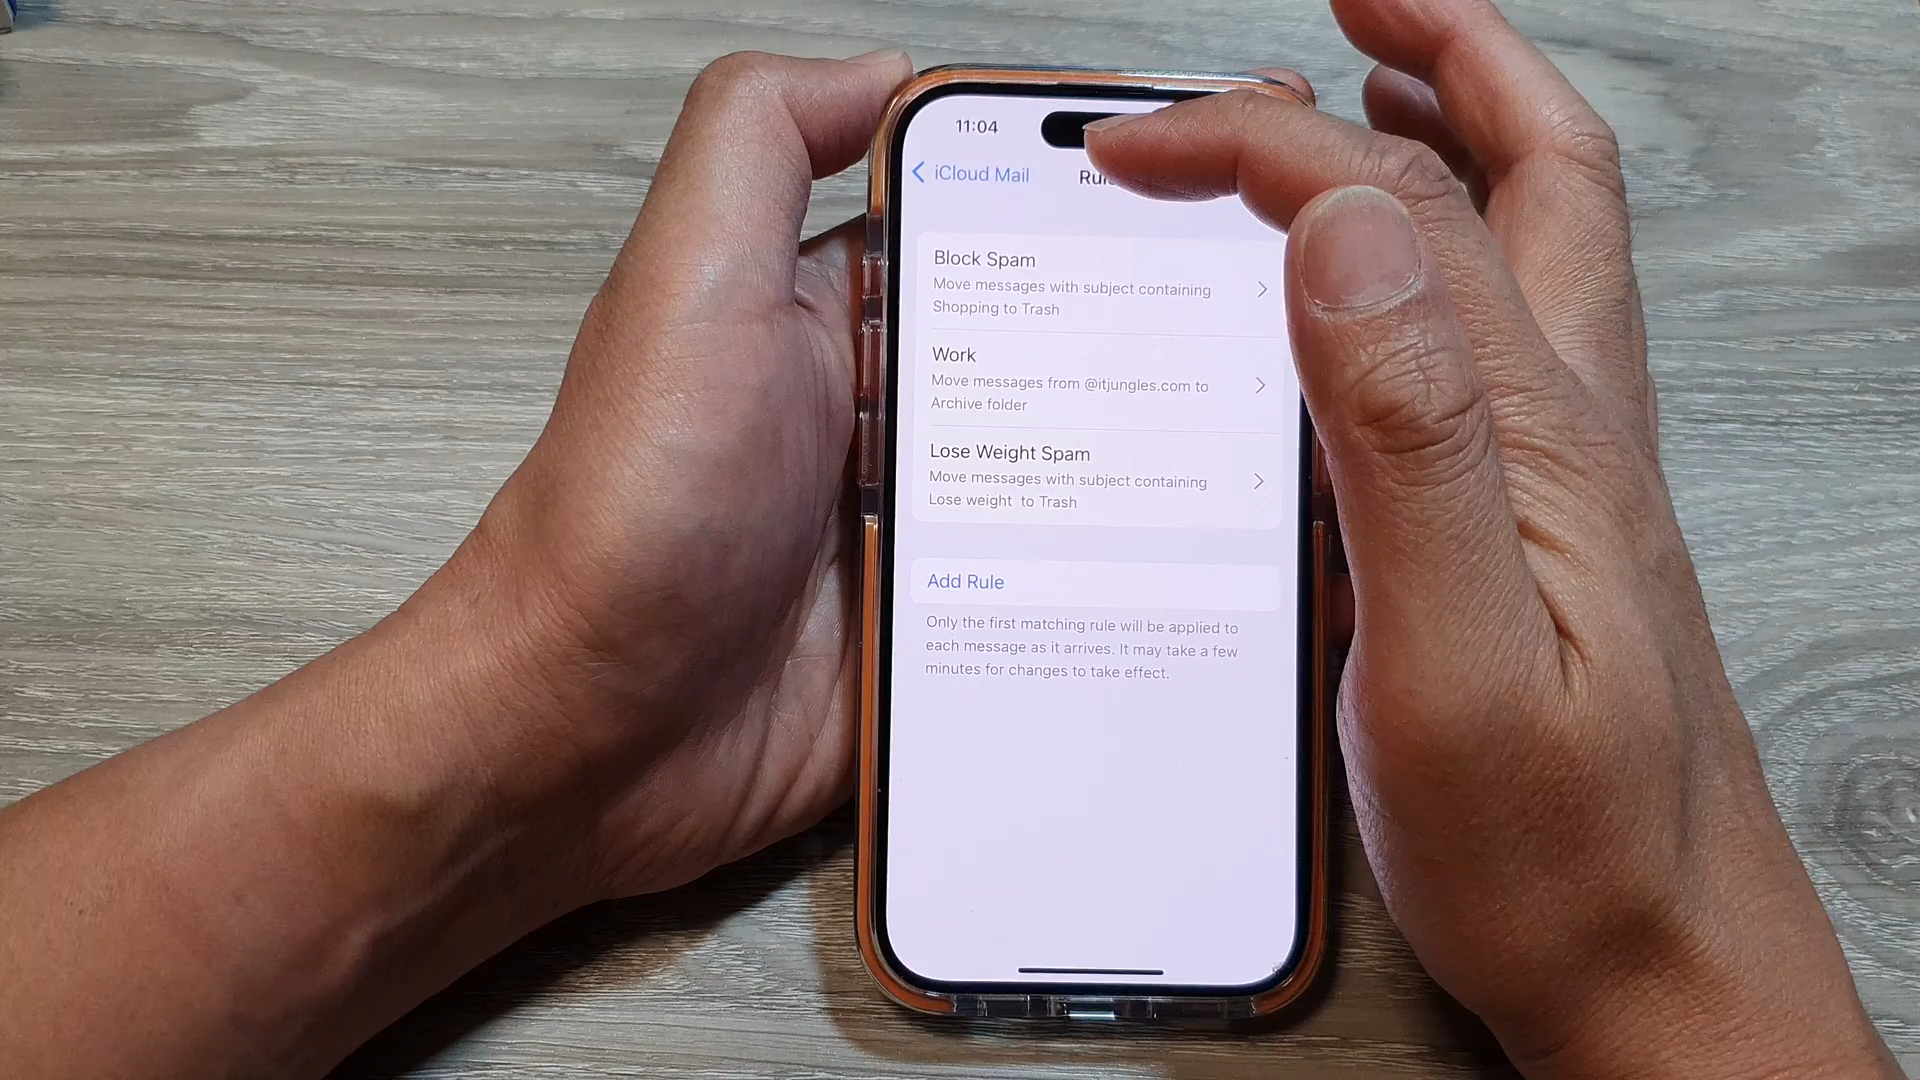 11:04
iCloud Mail
Block Spam
Move messages with subject containing
Shopping to Trash
Work
Move messages from @itjungles.com to
Archive folder
Lose Weight Spam
Move messages with subject containing
Lose weight to Trash
Add Rule
Only the first matching rule will be applied to
each message as it arrives. It may take a few
minutes for changes to take effect.